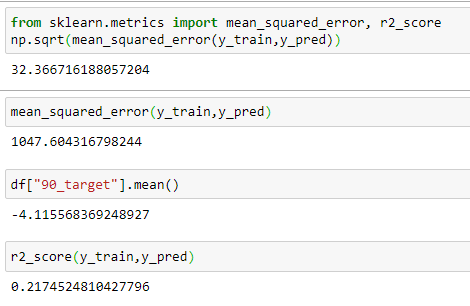 from sklearn.metrics import mean_squared_error, r2_score
np.sqrt(mean_squared_error(y_train,y_pred))
32.366716188057204
mean_squared_error(y_train,y_pred)
1047.604316798244
df["90_target"].mean()
-4.115568369248927
r2_score(y_train,y_pred)
0.2174524810427796